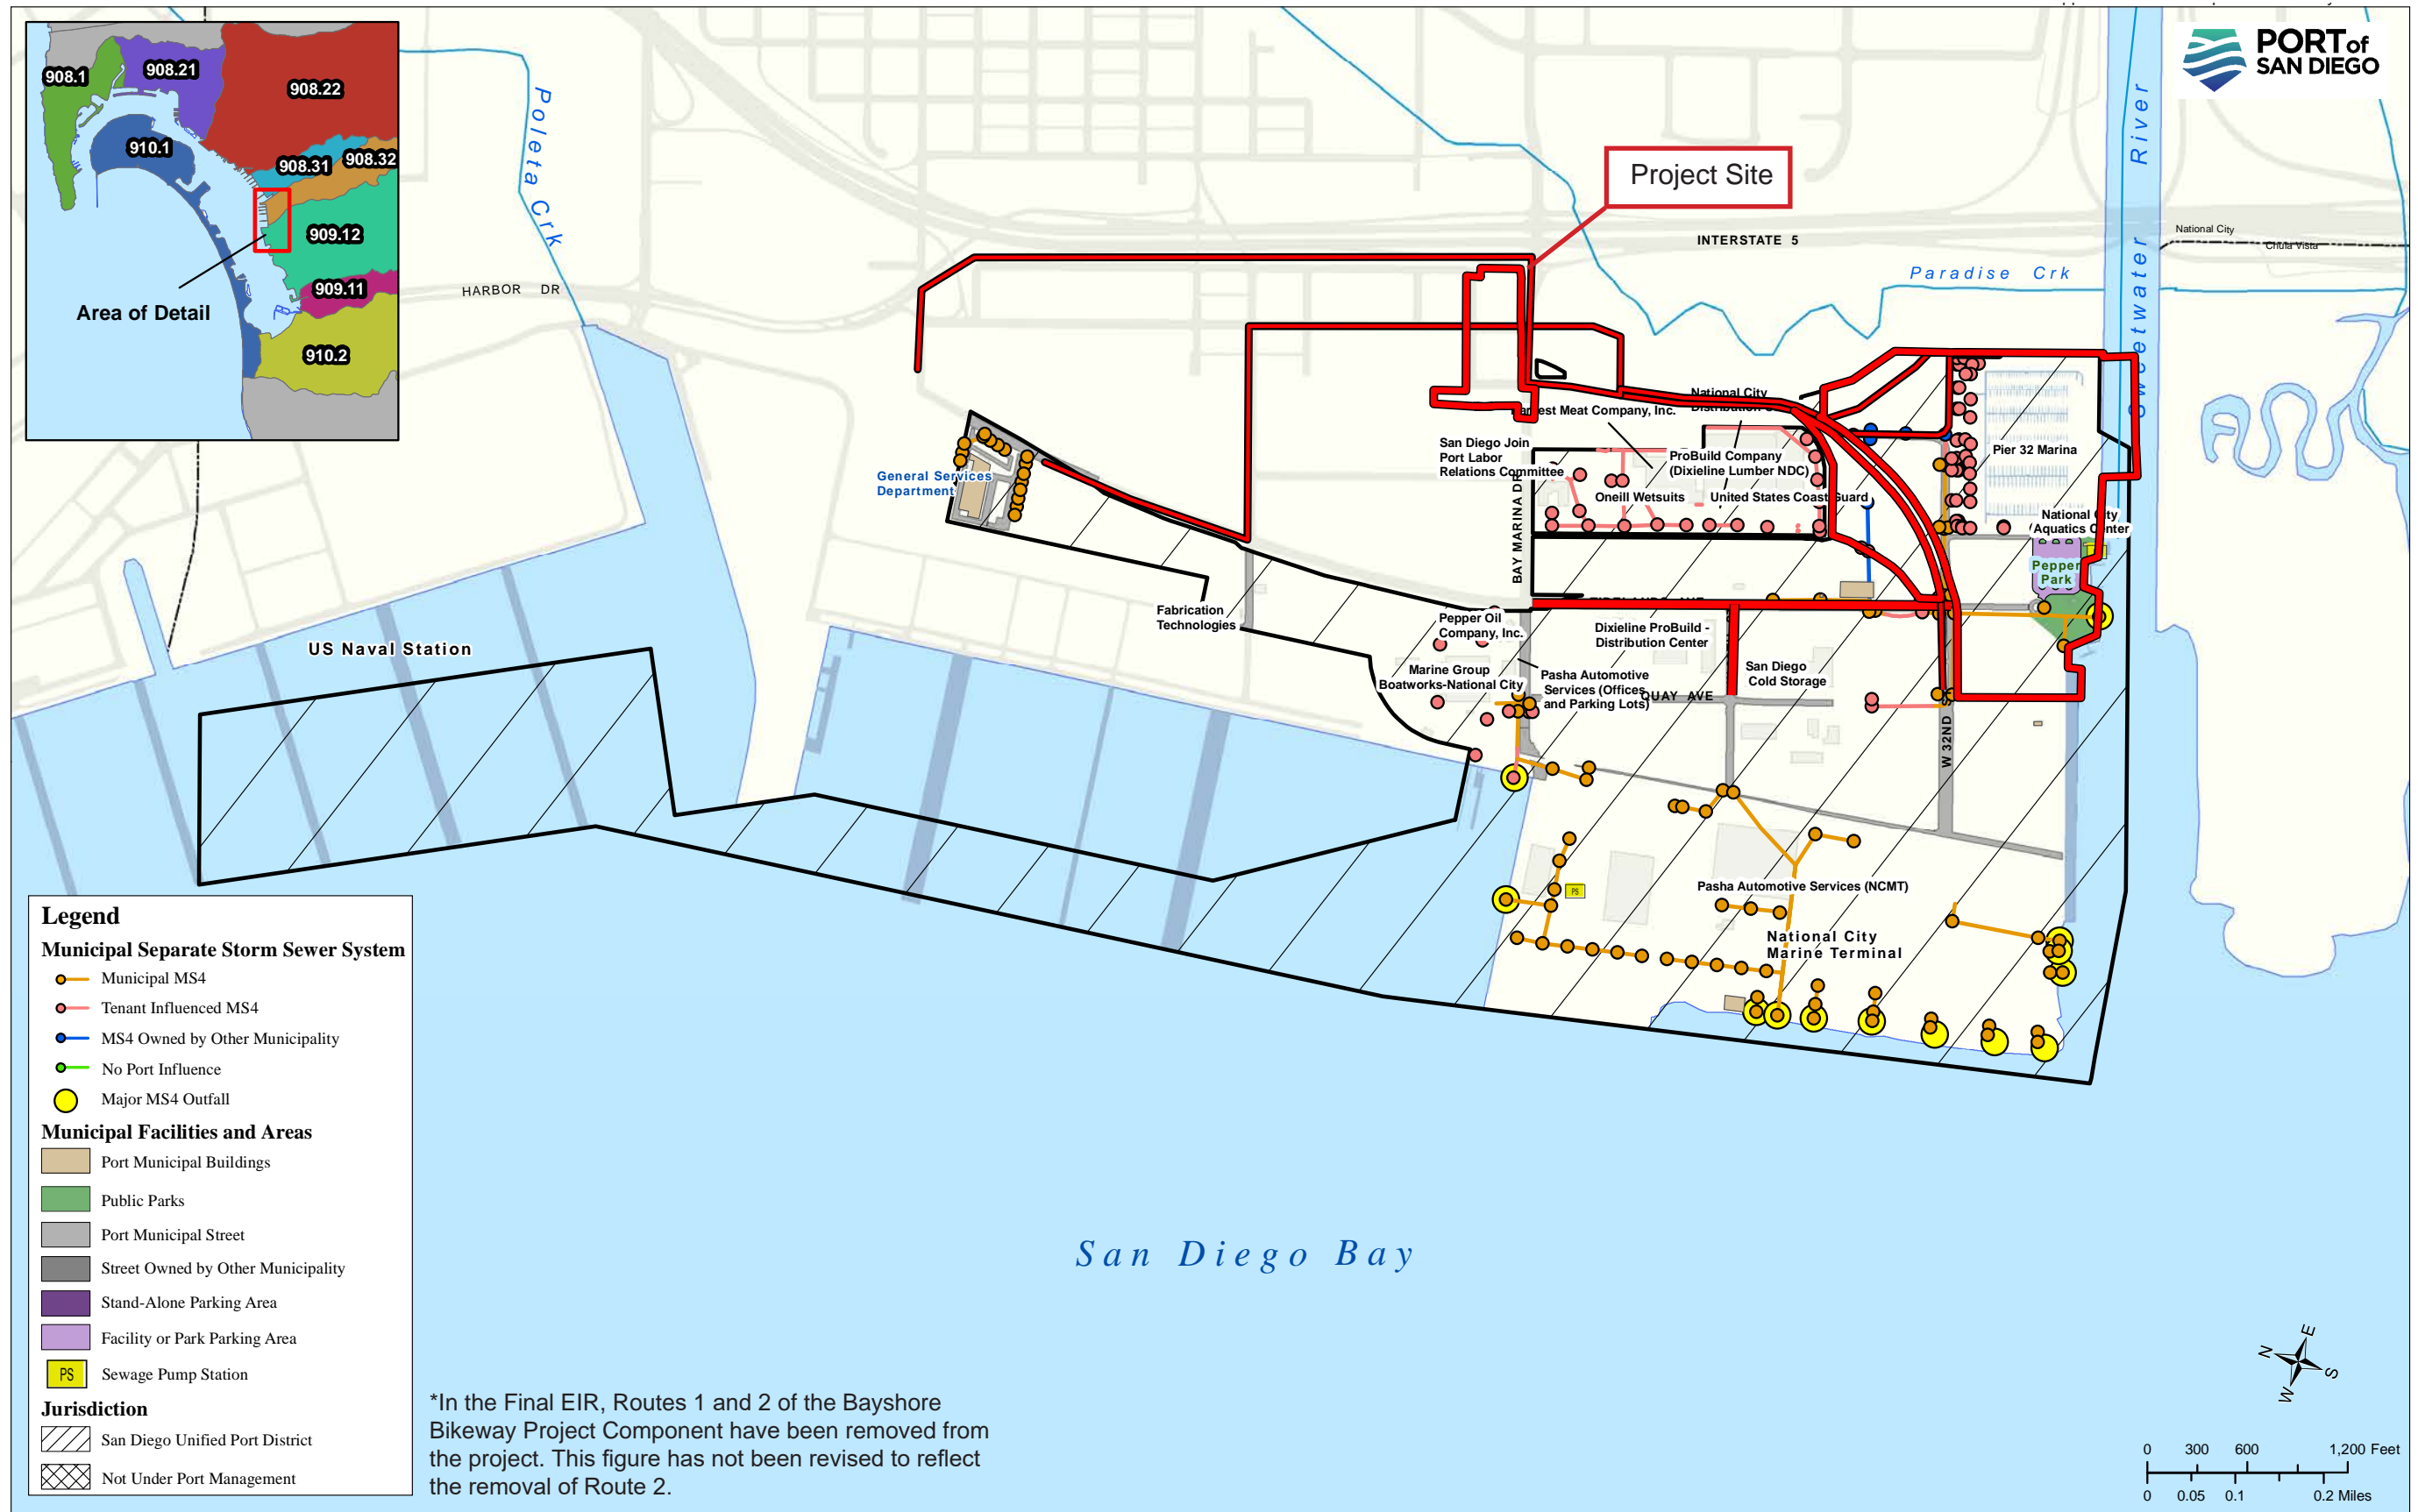 908.1
908.21
908.22
910.1
908.31
908.32
909.12
909.11
910.2
Area of Detail
Poleta Crk
HARBOR DR
Project Site
INTERSTATE 5
Paradise Crk
Sweetwater River
National City
Chula Vista
PORT of
SAN DIEGO
General Services
Department
US Naval Station
Fabrication
Technologies
San Diego Join
Port Labor
Relations Committee
Meat Company, Inc.
National City
ProBuild Company
(Dixieline Lumber NDC)
Oneill Wetsuits
United States Coast Guard
BAY MARINA DR
Pier 32 Marina
National City
Aquatics Center
Pepper
Park
Pepper Oil
Company, Inc.
Marine Group
Boatworks-National City
Pasha Automotive
Services (Offices
and Parking Lots)
Dixieline ProBuild -
Distribution Center
San Diego
Cold Storage
QUAY AVE
W 32ND
PS
Pasha Automotive Services (NCMT)
National City
Marine Terminal
San Diego Bay
Legend
Municipal Separate Storm Sewer System
Municipal MS4
Tenant Influenced MS4
MS4 Owned by Other Municipality
No Port Influence
Major MS4 Outfall
Municipal Facilities and Areas
Port Municipal Buildings
Public Parks
Port Municipal Street
Street Owned by Other Municipality
Stand-Alone Parking Area
Facility or Park Parking Area
PS Sewage Pump Station
Jurisdiction
San Diego Unified Port District
Not Under Port Management
*In the Final EIR, Routes 1 and 2 of the Bayshore
Bikeway Project Component have been removed from
the project. This figure has not been revised to reflect
the removal of Route 2.
N E
W S
0 300 600 1,200 Feet
0 0.05 0.1 0.2 Miles